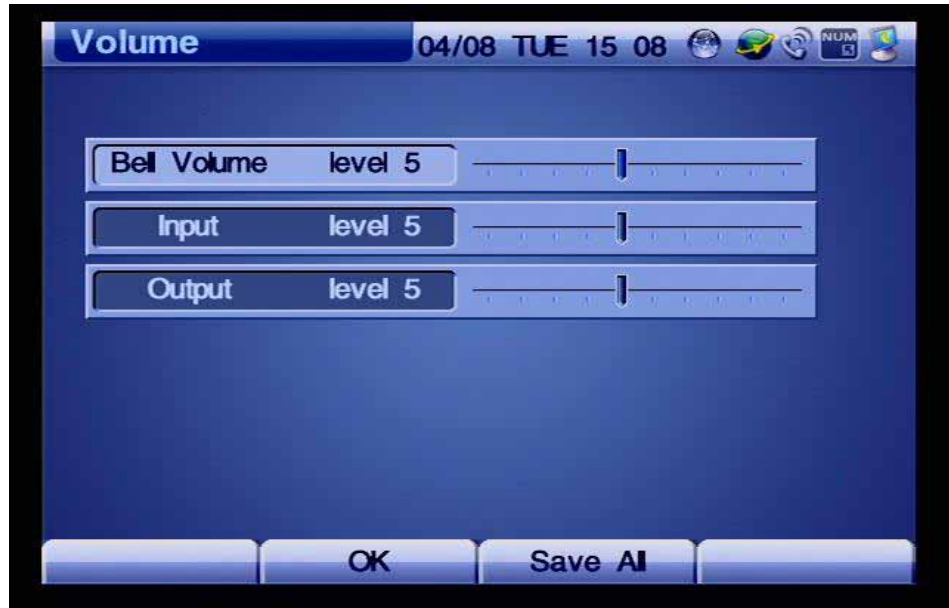 Volume 04/08 TUE 15 08 NUM
Bell Volume level 5
Input level 5
Output level 5
OK Save All